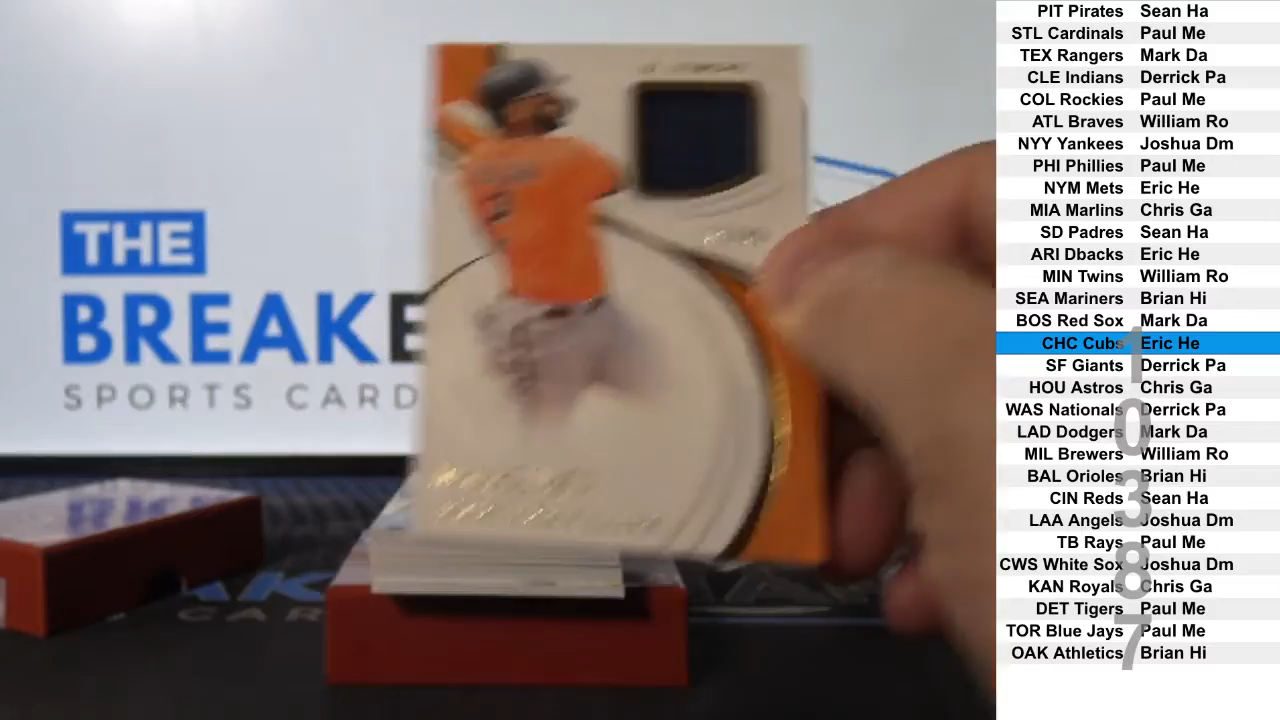 THE
BREAKE
SPORTS CARD
PIT Pirates Sean Ha
STL Cardinals Paul Me
TEX Rangers Mark Da
CLE Indians Derrick Pa
COL Rockies Paul Me
ATL Braves William Ro
NYY Yankees Joshua Dm
PHI Phillies Paul Me
NYM Mets Eric He
MIA Marlins Chris Ga
SD Padres Sean Ha
ARI Dbacks Eric He
MIN Twins William Ro
SEA Mariners Brian Hi
BOS Red Sox Mark Da
CHC Cubs Eric He
SF Giants Derrick Pa
HOU Astros Chris Ga
WAS Nationals Derrick Pa
LAD Dodgers Mark Da
MIL Brewers William Ro
BAL Orioles Brian Hi
CIN Reds Sean Ha
LAA Angels Joshua Dm
TB Rays Paul Me
CWS White Sox Joshua Dm
KAN Royals Chris Ga
DET Tigers Paul Me
TOR Blue Jays Paul Me
OAK Athletics Brian Hi
10387